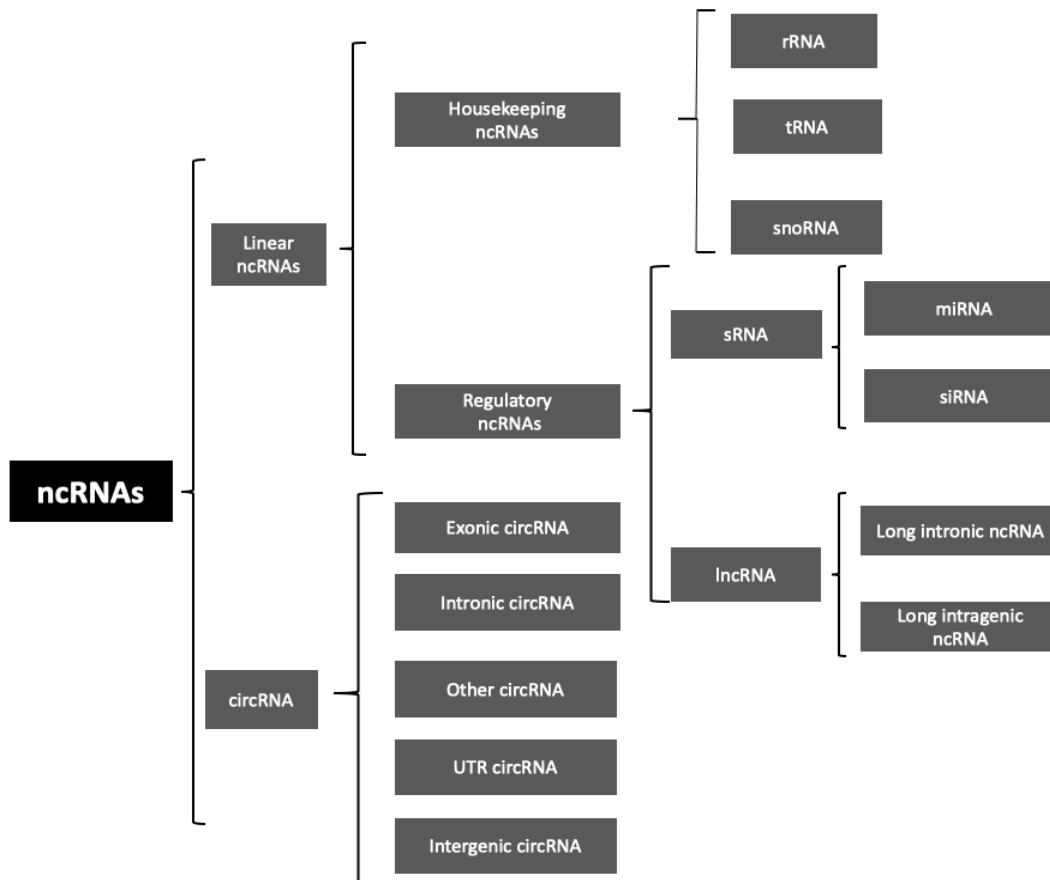 rRNA
Housekeeping
ncRNAs
tRNA
snoRNA
Linear
ncRNAs
sRNA
miRNA
siRNA
Regulatory
ncRNAs
ncRNAs
Exonic circRNA
Long intronic ncRNA
lncRNA
Intronic circRNA
Long intragenic
ncRNA
circRNA
Other circRNA
UTR circRNA
Intergenic circRNA